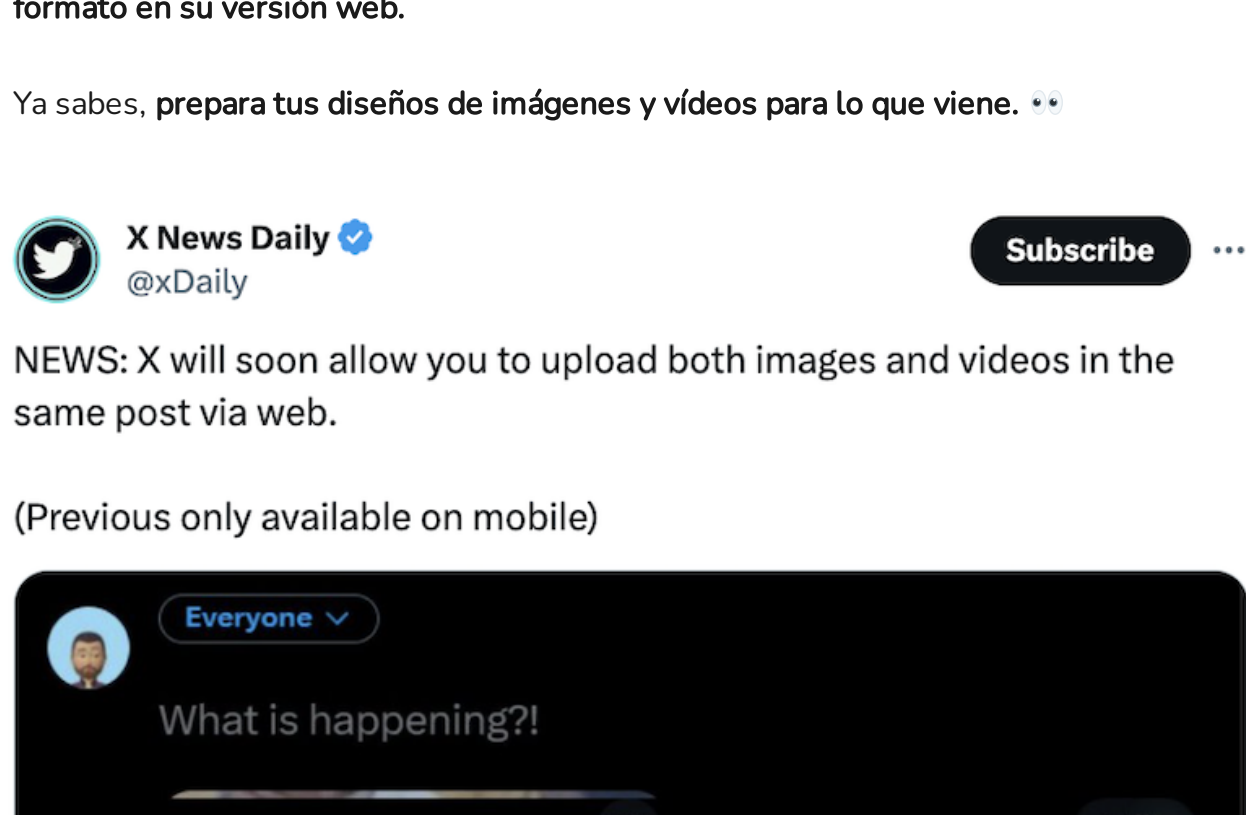 formato en su versión web.
Ya sabes, prepara tus diseños de imágenes y vídeos para lo que viene. 👀
X News Daily
@xDaily
Subscribe
NEWS: X will soon allow you to upload both images and videos in the
same post via web.
(Previous only available on mobile)
Everyone
What is happening?!